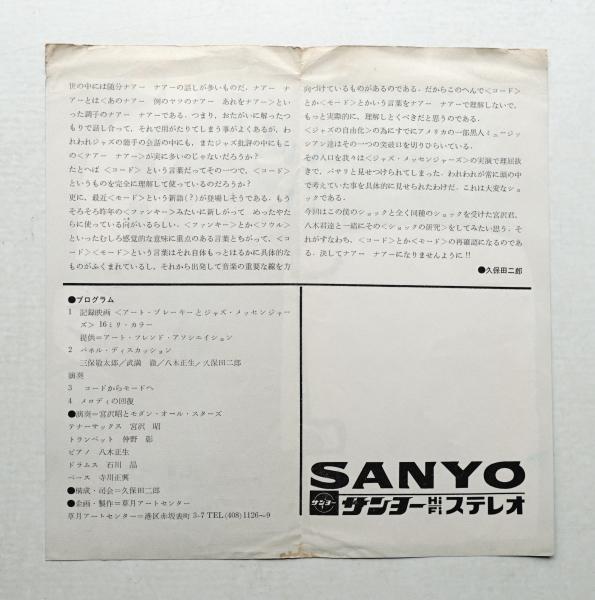 世の中には随分ナアー　ナアーの話しが多いものだ。ナアー　ナ
アーとは＜あのナアー　例のヤツのナアー　あれをナアー＞とい
った調子のナアー　ナアーである。つまり、おたがいに解ったつ
もりで話し合って、それで用がたりてしまう事がよくあるが、わ
れわれジャズの聴手の会話の中にも、またジャズ批評の中にもこ
の＜ナアー　ナアー＞が実に多いのじゃないだろうか？
たとへば＜コード＞という言葉だってその一つで、＜コード＞
というものを完全に理解して使っているのだろうか？
更に、最近＜モード＞という新語(？)が登場しそうである。もう
そろそろ昨年の＜ファンキー＞みたいに新しがって　めったやた
らに使っている向がいるらしい。＜ファンキー＞とか＜ソウル＞
といったむしろ感覚的な意味に重点のある言葉とちがって、＜コ
ード＞＜モード＞という言葉はそれ自体もっとはるかに具体的な
ものがふくまれているし、それから出発して音楽の重要な線を方
向づけているものがあるのである。だからこのへんで＜コード＞
とか＜モード＞とかいう言葉をナアー　ナアーで理解しないで、
もっと実際的に、理解しとくべきだと思うのである。
＜ジャズの自由化＞の為にすでにアメリカの一部黒人ミュージッ
シアン達はその一つの突破口を切りひらいている。
その入口を我々は＜ジャズ・メッセンジャーズ＞の実演で理屈抜
きで、バサリと見せつけられてしまった。われわれが常に頭の中
で考えていた事を具体的に見せられたわけだ。これは大変なショ
ックである。
今回はこの僕のショックと全く同種のショックを受けた宮沢君、
八木君達と一緒にその＜ショックの研究＞をしてみたい思う。そ
れがすなわち、＜コード＞とか＜モード＞の再確認になるのであ
る。決してナアー　ナアーになりませんように!!
●久保田二郎
●プログラム
1　記録映画 ＜アート・ブレーキーとジャズ・メッセンジャー
ズ＞ 16ミリ・カラー
提供＝アート・フレンド・アソシエイション
2　パネル・ディスカッション
三保敬太郎／武満　徹／八木正生／久保田二郎
演奏
3　コードからモードへ
4　メロディの回復
●演奏＝宮沢昭とモダン・オール・スターズ
テナーサックス　宮沢　昭
トランペット　仲野　彰
ピアノ　八木正生
ドラムス　石川　晶
ベース　寺川正興
●構成・司会＝久保田二郎
●企画・製作＝草月アートセンター
草月アートセンター＝港区赤坂表町 3-7 TEL (408) 1126〜9
SANYO
サンヨー サンヨー HiFi ステレオ